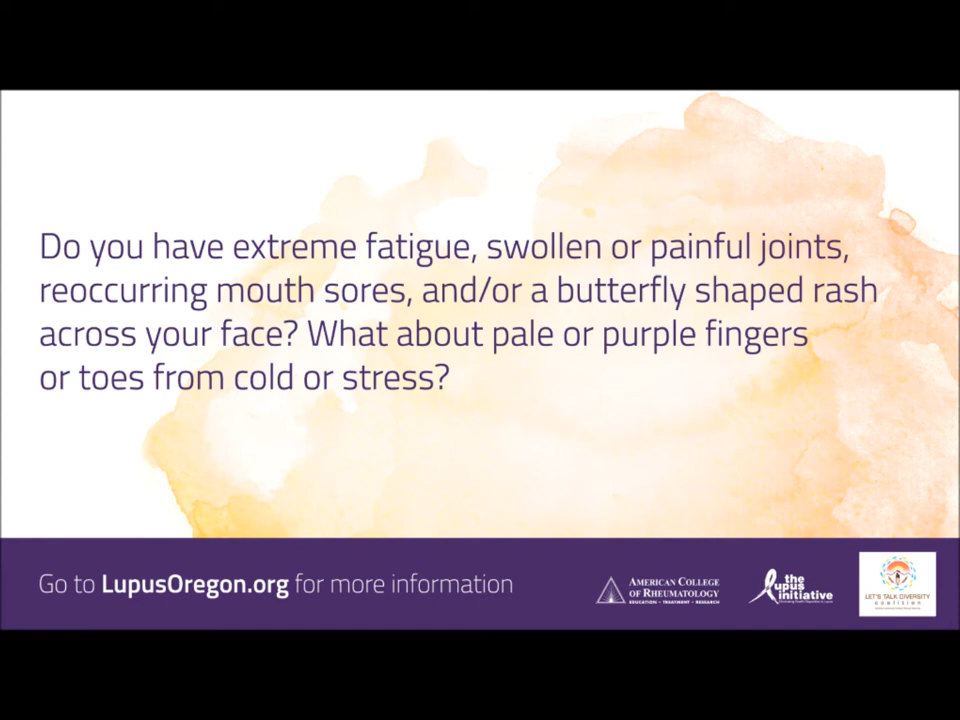 Do you have extreme fatigue, swollen or painful joints,
reoccurring mouth sores, and/or a butterfly shaped rash
across your face? What about pale or purple fingers
or toes from cold or stress?
Go to LupusOregon.org for more information
AMERICAN COLLEGE
OF RHEUMATOLOGY
EDUCATION • TREATMENT • RESEARCH
the
lupus
initiative
LET'S TALK DIVERSITY
coalition